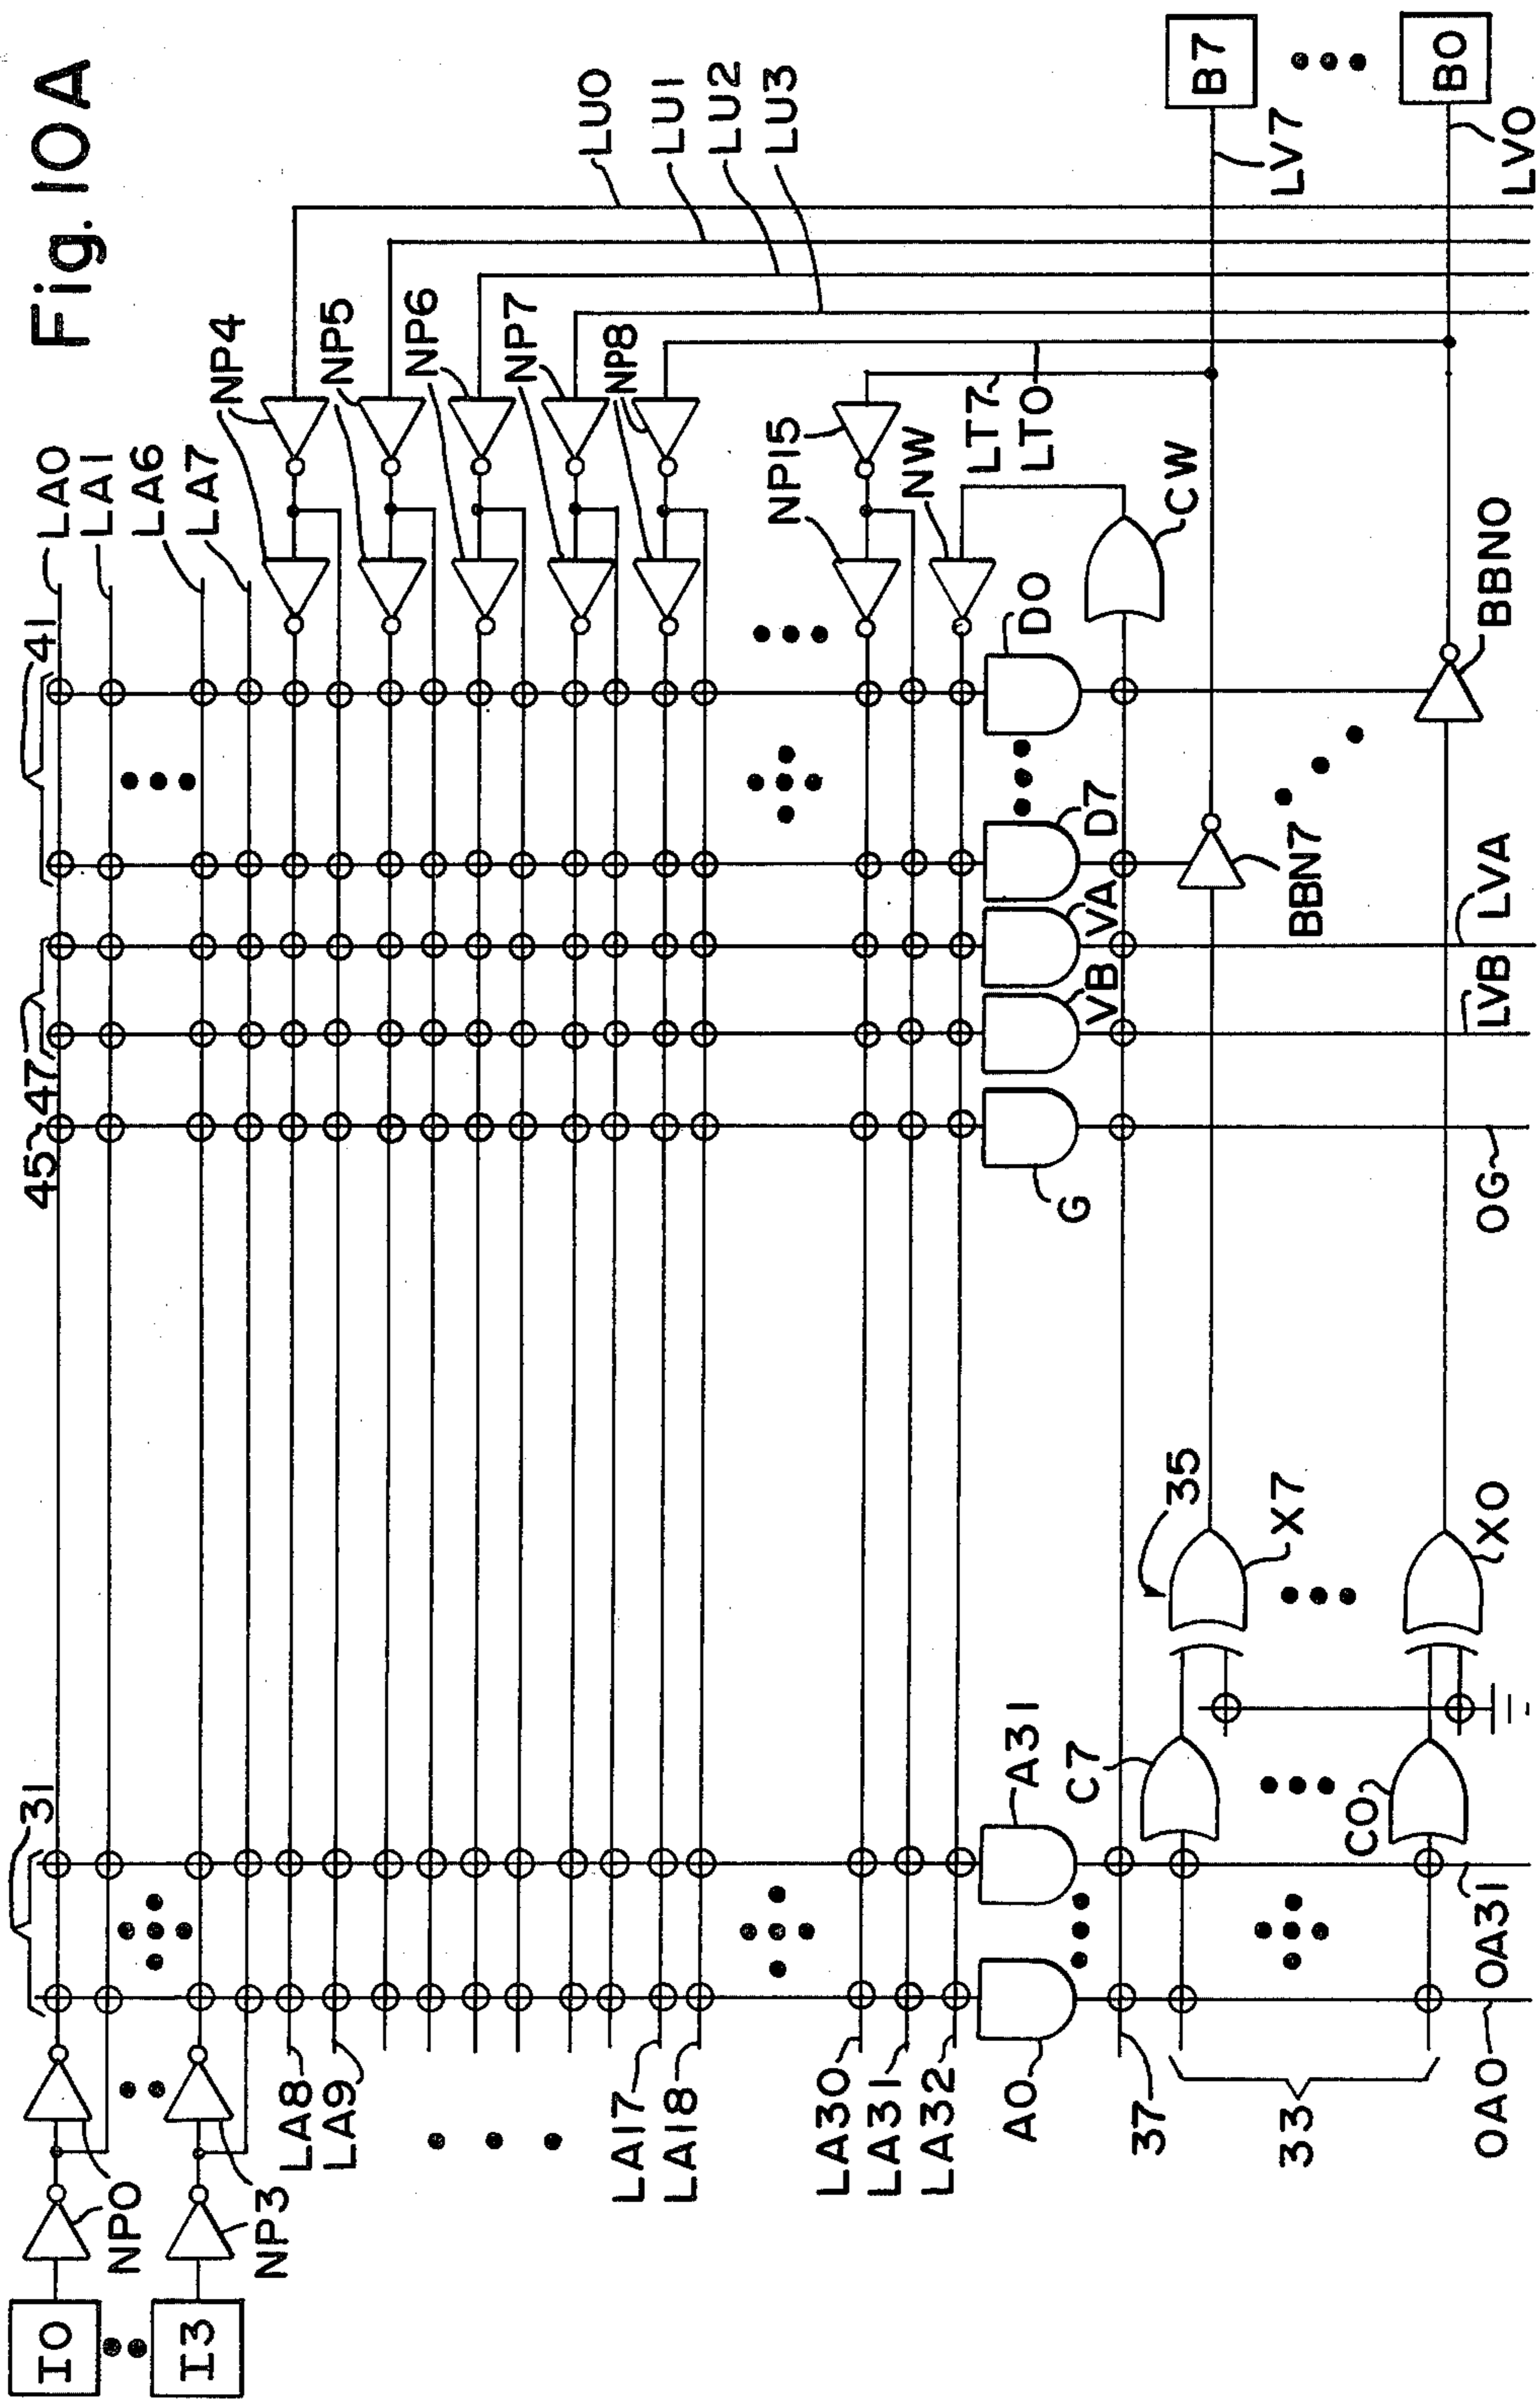 Fig. 10A
LA0
LA1
LA6
LA7
41
45
47
31
NP4
NP5
NP6
NP7
NP8
LU0
LU1
LU2
LU3
NP15
NW
LT7
LT0
CW
D0
D7
VA
VB
G
BBN7
BBN0
B7
B0
LV7
LV0
LVA
LVB
OG
I0
I3
NP0
NP3
LA8
LA9
LA17
LA18
LA30
LA31
LA32
A0
A31
37
33
C7
C0
35
X7
X0
OA0
OA31